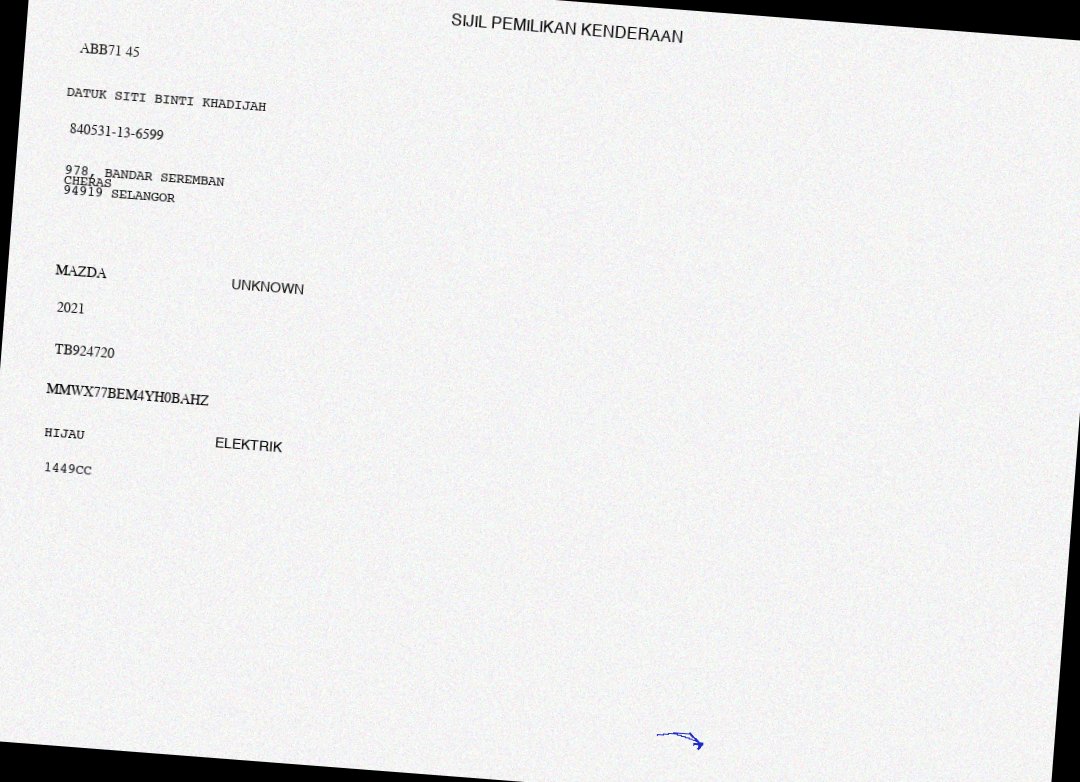 SIJIL PEMILIKAN KENDERAAN
ABB71 45
DATUK SITI BINTI KHADIJAH
840531-13-6599
978, BANDAR SEREMBAN
CHERAS
94919 SELANGOR
MAZDA UNKNOWN
2021
TB924720
MMWX77BEM4YH0BAHZ
HIJAU ELEKTRIK
1449CC